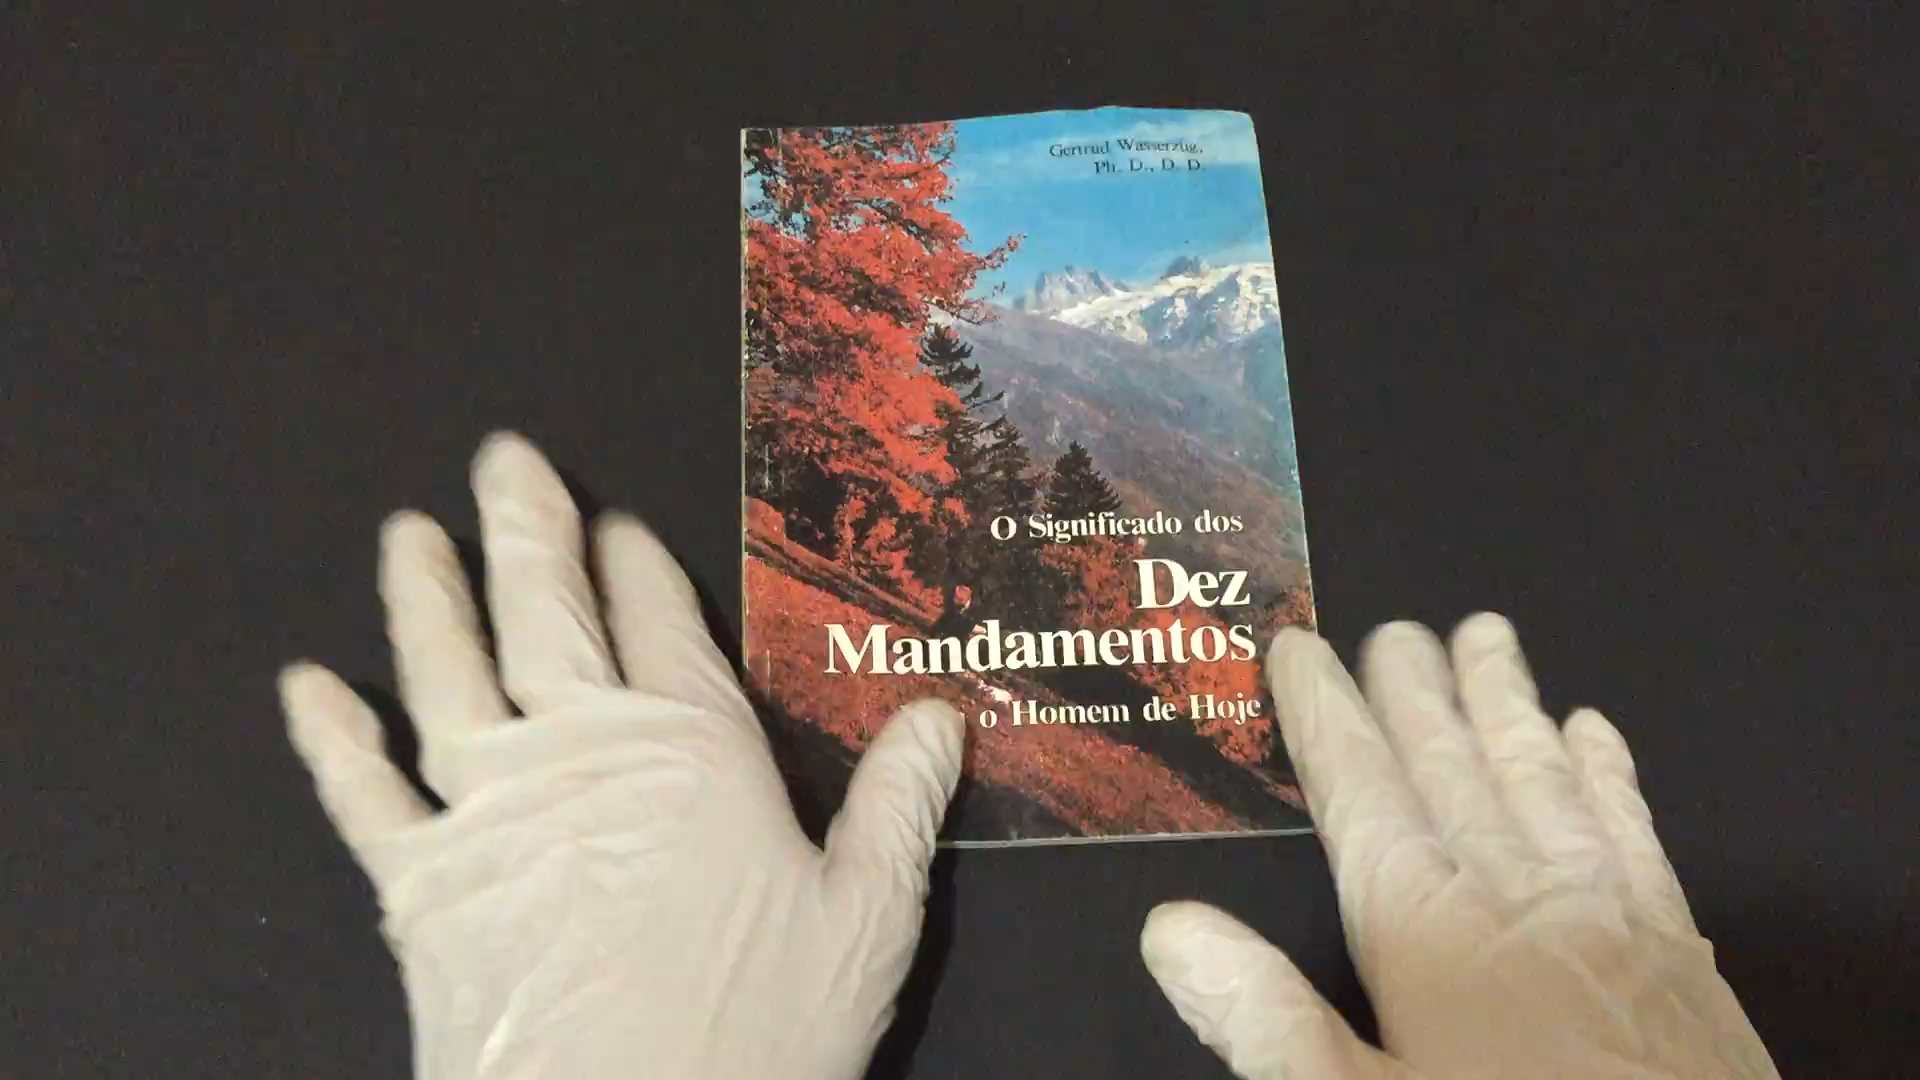 Gertrud Wasserzug,
Ph. D., D. D.
O Significado dos
Dez
Mandamentos
o Homem de Hoje